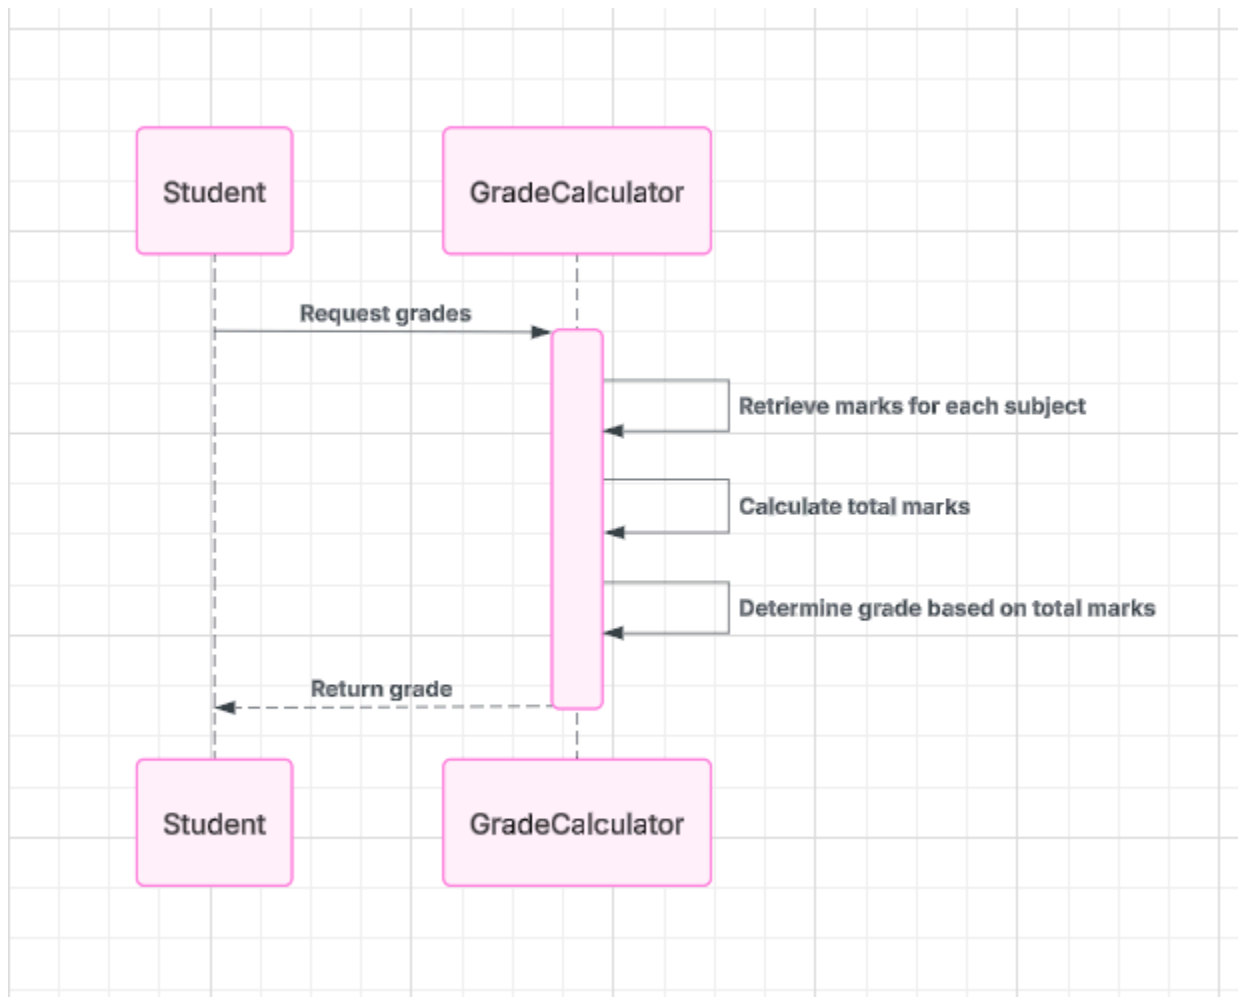 Student
GradeCalculator
Request grades
Retrieve marks for each subject
Calculate total marks
Determine grade based on total marks
Return grade
Student
GradeCalculator